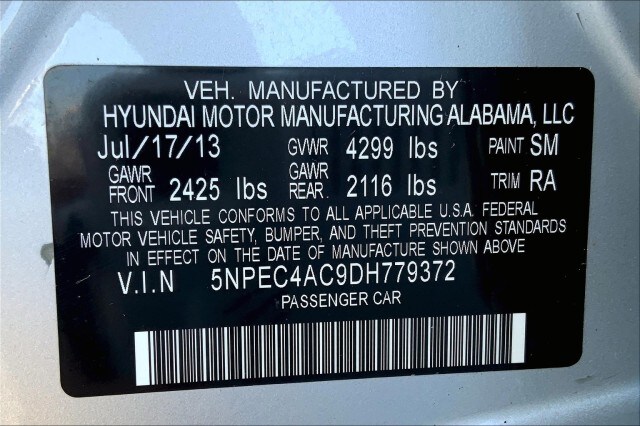 VEH. MANUFACTURED BY
HYUNDAI MOTOR MANUFACTURING ALABAMA, LLC
Jul/17/13 GVWR 4299 lbs PAINT SM
GAWR FRONT 2425 lbs GAWR REAR 2116 lbs TRIM RA
THIS VEHICLE CONFORMS TO ALL APPLICABLE U.S.A. FEDERAL
MOTOR VEHICLE SAFETY, BUMPER, AND THEFT PREVENTION STANDARDS
IN EFFECT ON THE DATE OF MANUFACTURE SHOWN ABOVE
V.I.N 5NPEC4AC9DH779372
PASSENGER CAR